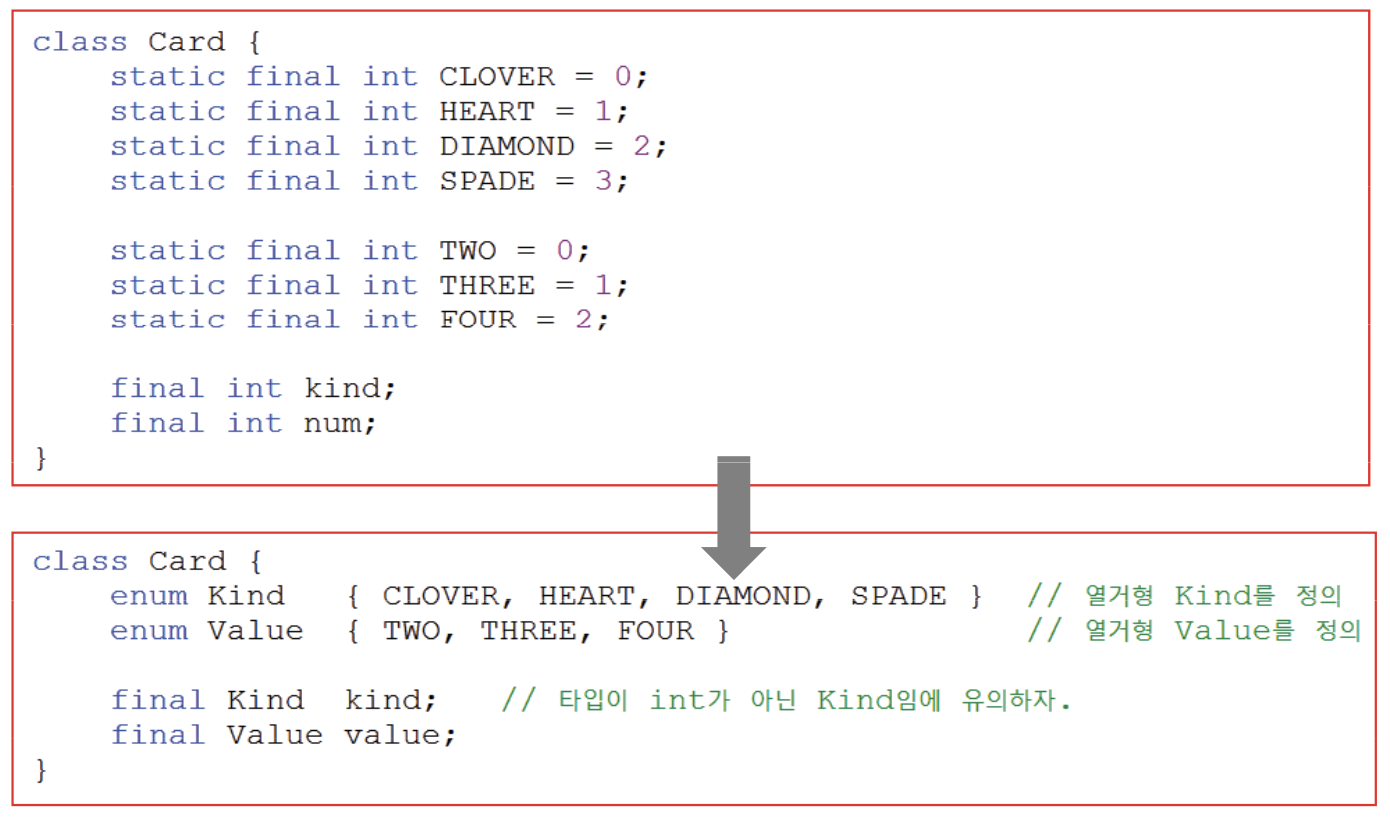 class Card {
    static final int CLOVER = 0;
    static final int HEART = 1;
    static final int DIAMOND = 2;
    static final int SPADE = 3;

    static final int TWO = 0;
    static final int THREE = 1;
    static final int FOUR = 2;

    final int kind;
    final int num;
}
class Card {
    enum Kind   { CLOVER, HEART, DIAMOND, SPADE }  // 열거형 Kind를 정의
    enum Value  { TWO, THREE, FOUR }               // 열거형 Value를 정의

    final Kind  kind;   // 타입이 int가 아닌 Kind임에 유의하자.
    final Value value;
}